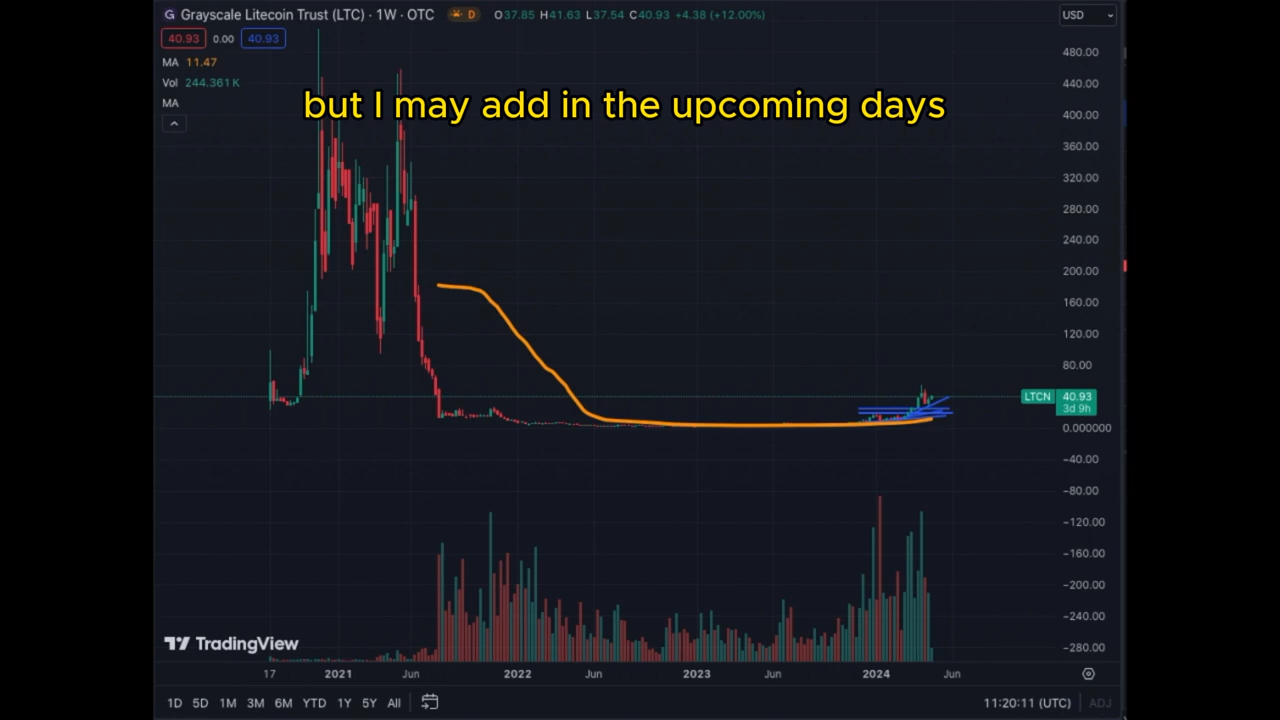 G Grayscale Litecoin Trust (LTC) · 1W · OTC D O37.85 H41.63 L37.54 C40.93 +4.38 (+12.00%) USD
40.93 0.00 40.93
MA 11.47
Vol 244.361K
MA
but I may add in the upcoming days
480.00
440.00
400.00
360.00
320.00
280.00
240.00
200.00
160.00
120.00
80.00
LTCN 40.93
3d 9h
0.000000
−40.00
−80.00
−120.00
−160.00
−200.00
−240.00
−280.00
TradingView
17 2021 Jun 2022 Jun 2023 Jun 2024 Jun
1D 5D 1M 3M 6M YTD 1Y 5Y All 11:20:11 (UTC) ADJ